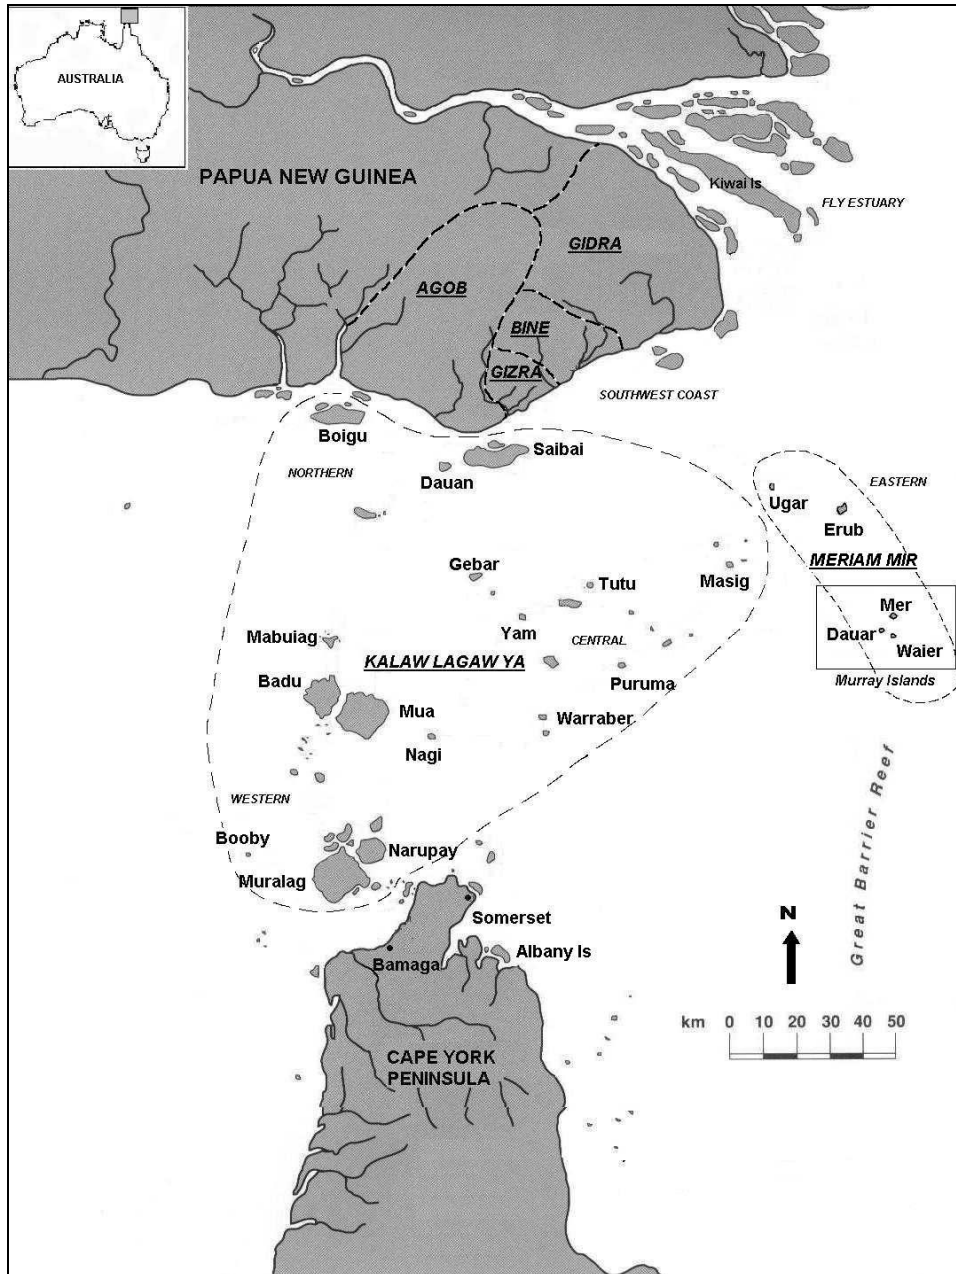 AUSTRALIA
PAPUA NEW GUINEA
Kiwai Is
FLY ESTUARY
GIDRA
AGOB
BINE
GIZRA
SOUTHWEST COAST
Boigu
Saibai
NORTHERN
Dauan
EASTERN
Ugar
Erub
Gebar
Tutu
Masig
MERIAM MIR
Mer
Yam
CENTRAL
Dauar
Waier
Mabuiag
KALAW LAGAW YA
Badu
Puruma
Murray Islands
Mua
Warraber
Nagi
WESTERN
Booby
Narupay
Muralag
Great Barrier Reef
Somerset
N
Albany Is
Bamaga
km 0 10 20 30 40 50
CAPE YORK
PENINSULA